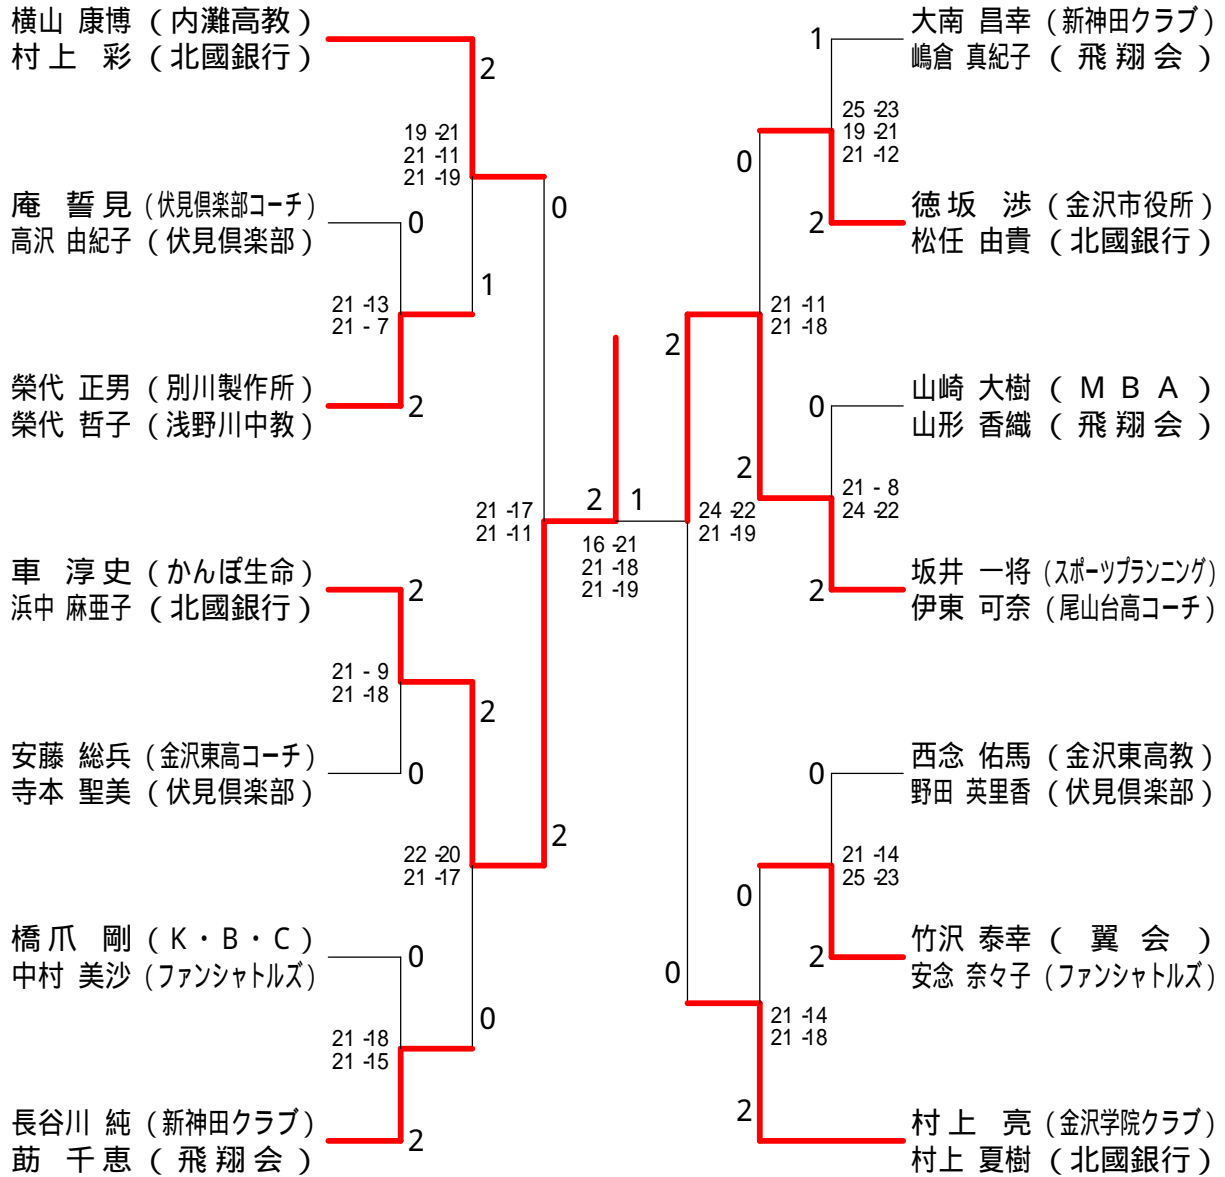 横山 康博 (内灘高教)
村上 彩 (北國銀行)
2
19 -21
21 -11
21 -19
0
庵 誓見 (伏見倶楽部コーチ)
高沢 由紀子 (伏見倶楽部)
0
1
21 -13
21 - 7
榮代 正男 (別川製作所)
榮代 哲子 (浅野川中教)
2
21 -17
21 -11
車 淳史 (かんぽ生命)
浜中 麻亜子 (北國銀行)
2
21 - 9
21 -18
2
安藤 総兵 (金沢東高コーチ)
寺本 聖美 (伏見倶楽部)
0
2
22 -20
21 -17
橋爪 剛 (K・B・C)
中村 美沙 (ファンシャトルズ)
0
0
21 -18
21 -15
長谷川 純 (新神田クラブ)
莇 千恵 (飛翔会)
2
2
1
16 -21
21 -18
21 -19
大南 昌幸 (新神田クラブ)
嶋倉 真紀子 (飛翔会)
1
25 -23
19 -21
21 -12
0
徳坂 渉 (金沢市役所)
松任 由貴 (北國銀行)
2
21 -11
21 -18
2
山崎 大樹 (MBA)
山形 香織 (飛翔会)
0
2
21 - 8
24 -22
24 -22
21 -19
坂井 一将 (スポーツプランニング)
伊東 可奈 (尾山台高コーチ)
2
西念 佑馬 (金沢東高教)
野田 英里香 (伏見倶楽部)
0
21 -14
25 -23
0
竹沢 泰幸 (翼会)
安念 奈々子 (ファンシャトルズ)
2
0
21 -14
21 -18
2
村上 亮 (金沢学院クラブ)
村上 夏樹 (北國銀行)